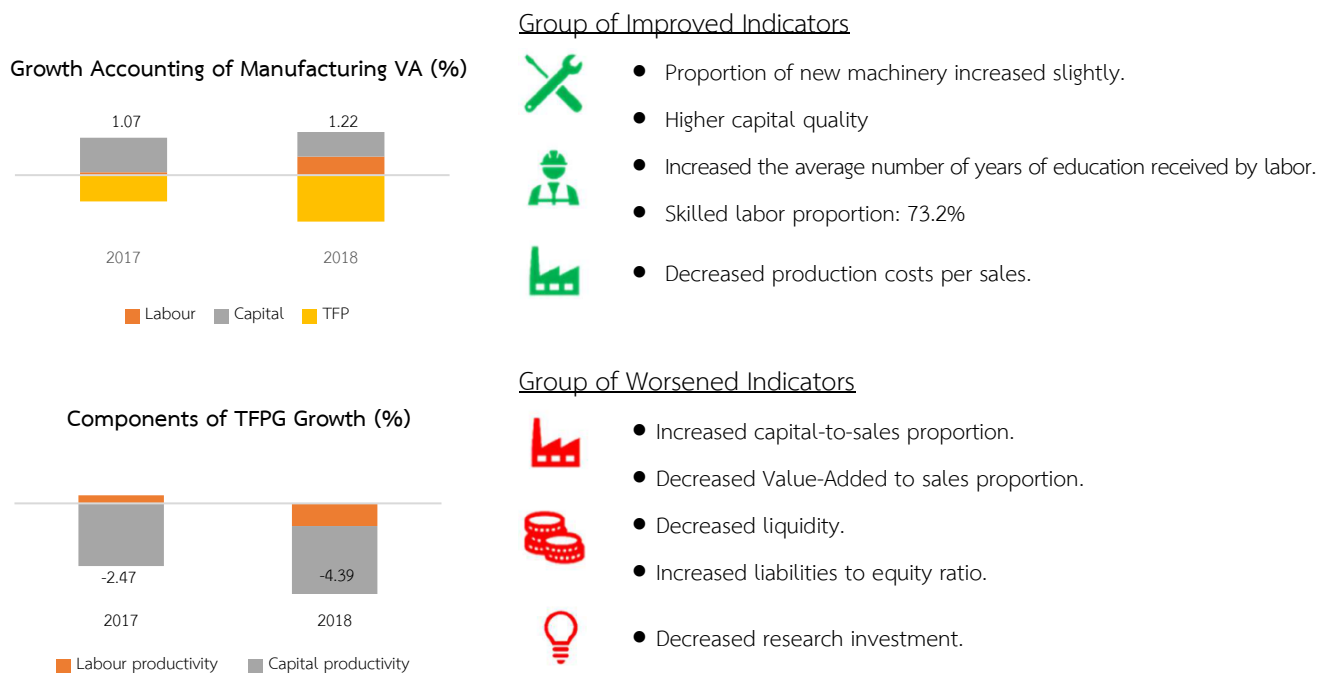 Growth Accounting of Manufacturing VA (%)
1.07
1.22
2017
2018
Labour
Capital
TFP
Components of TFPG Growth (%)
-2.47
-4.39
2017
2018
Labour productivity
Capital productivity
Group of Improved Indicators
● Proportion of new machinery increased slightly.
● Higher capital quality
● Increased the average number of years of education received by labor.
● Skilled labor proportion: 73.2%
● Decreased production costs per sales.
Group of Worsened Indicators
● Increased capital-to-sales proportion.
● Decreased Value-Added to sales proportion.
● Decreased liquidity.
● Increased liabilities to equity ratio.
● Decreased research investment.